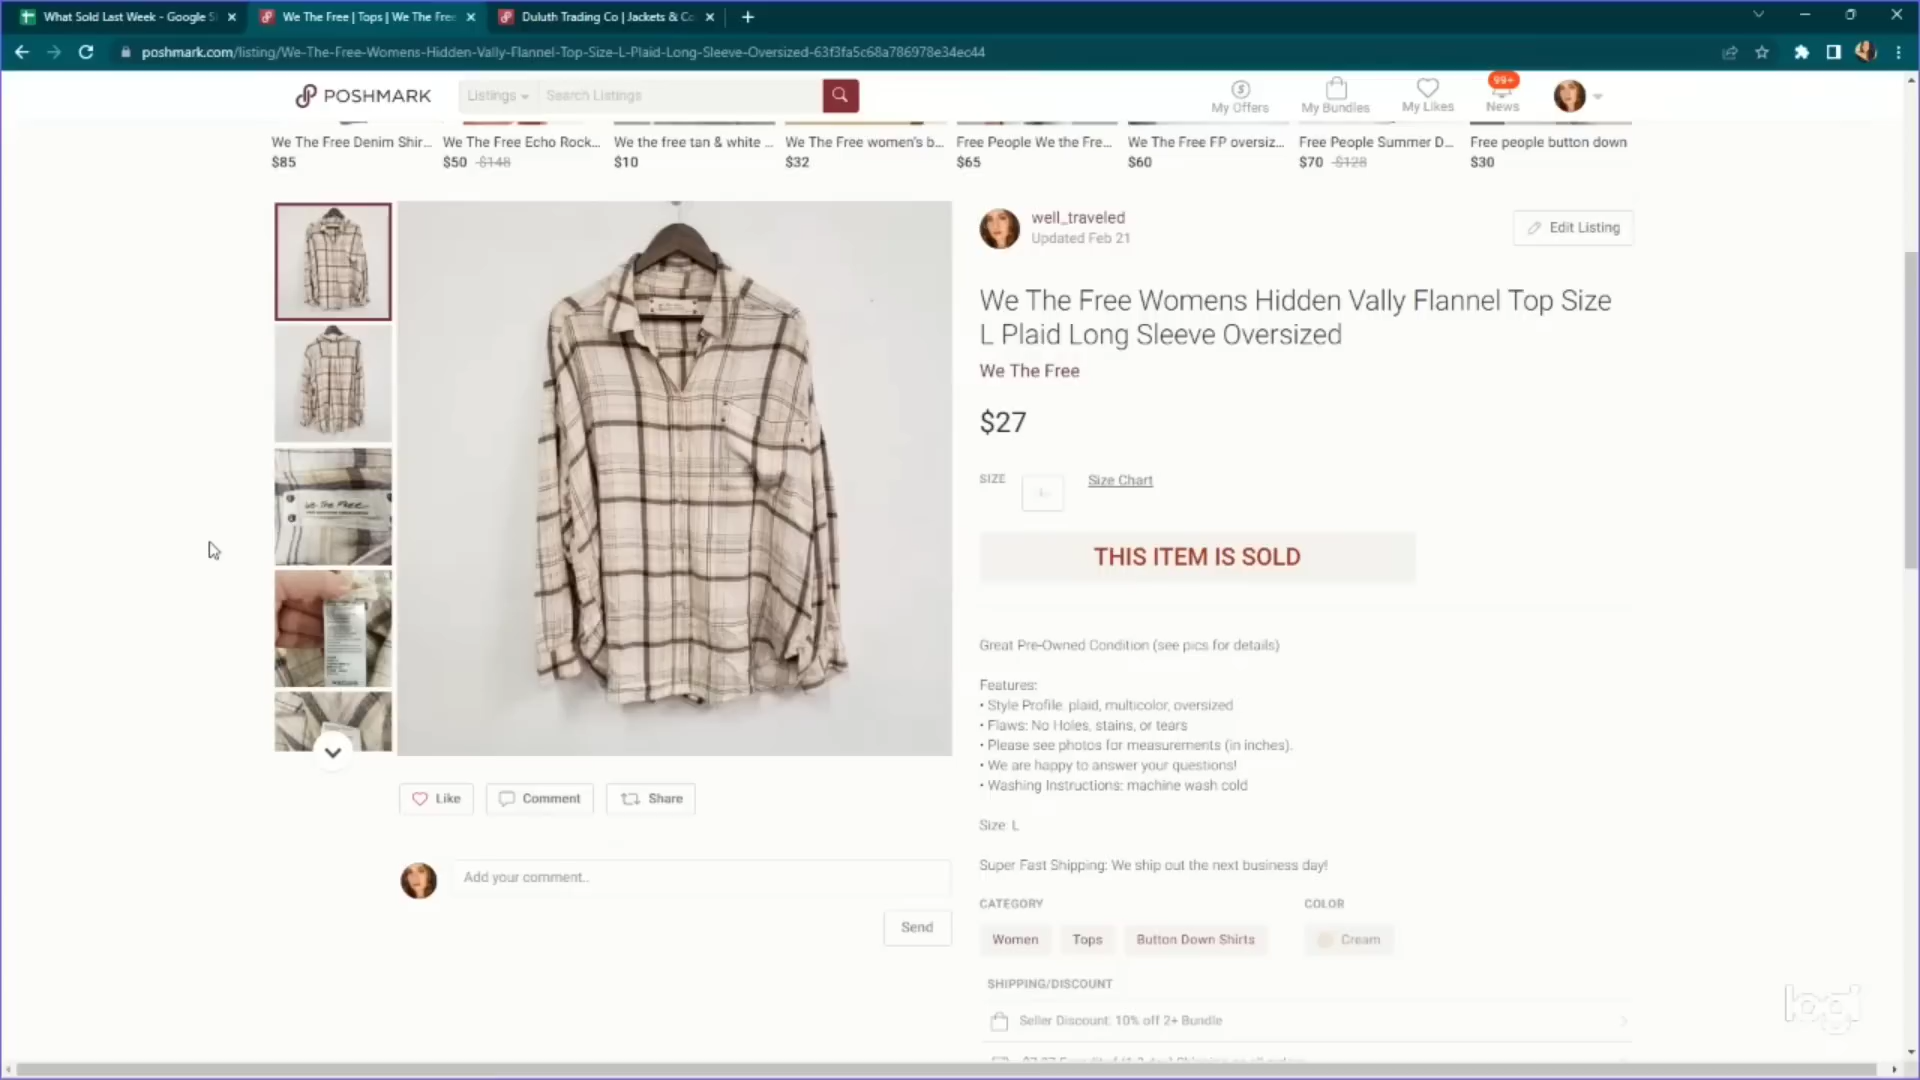 What Sold Last Week - Google S
We The Free | Tops | We The Free
Duluth Trading Co | Jackets & Co
poshmark.com/listing/We-The-Free-Womens-Hidden-Vally-Flannel-Top-Size-L-Plaid-Long-Sleeve-Oversized-63f3fa5c68a786978e34ec44
POSHMARK
Listings
Search Listings
My Offers
My Bundles
My Likes
99+
News
We The Free Denim Shir...
We The Free Echo Rock...
We the free tan & white ...
We The Free women's b...
Free People We the Fre...
We The Free FP oversiz...
Free People Summer D...
Free people button down
$85
$50 $148
$10
$32
$65
$60
$70 $128
$30
well_traveled
Updated Feb 21
Edit Listing
We The Free Womens Hidden Vally Flannel Top Size
L Plaid Long Sleeve Oversized
We The Free
$27
SIZE
L
Size Chart
THIS ITEM IS SOLD
We The Free
Great Pre-Owned Condition (see pics for details)
Features:
• Style Profile: plaid, multicolor, oversized
• Flaws: No Holes, stains, or tears
• Please see photos for measurements (in inches).
• We are happy to answer your questions!
• Washing Instructions: machine wash cold
Size: L
Super Fast Shipping: We ship out the next business day!
Like
Comment
Share
Add your comment..
Send
CATEGORY
COLOR
Women
Tops
Button Down Shirts
Cream
SHIPPING/DISCOUNT
Seller Discount: 10% off 2+ Bundle
logi